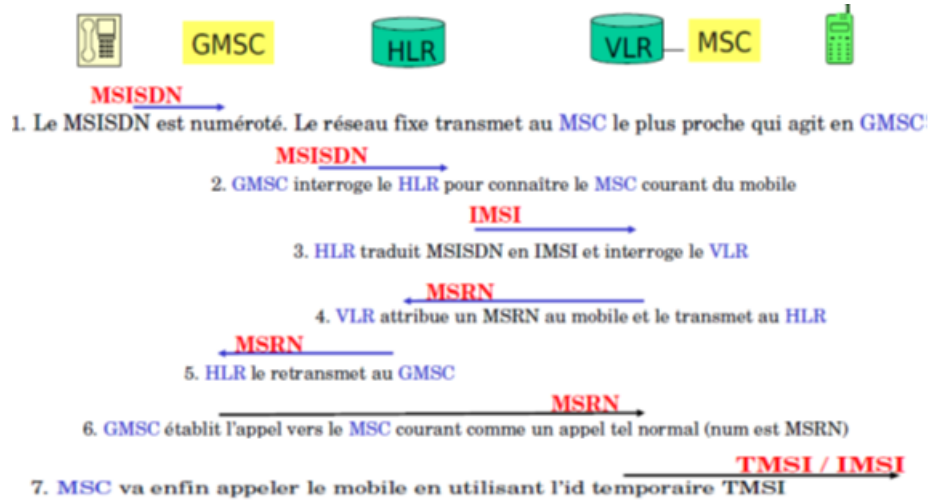 GMSC
HLR
VLR
MSC
MSISDN
1. Le MSISDN est numéroté. Le réseau fixe transmet au MSC le plus proche qui agit en GMSC
MSISDN
2. GMSC interroge le HLR pour connaître le MSC courant du mobile
IMSI
3. HLR traduit MSISDN en IMSI et interroge le VLR
MSRN
4. VLR attribue un MSRN au mobile et le transmet au HLR
MSRN
5. HLR le retransmet au GMSC
MSRN
6. GMSC établit l'appel vers le MSC courant comme un appel tel normal (num est MSRN)
TMSI / IMSI
7. MSC va enfin appeler le mobile en utilisant l'id temporaire TMSI